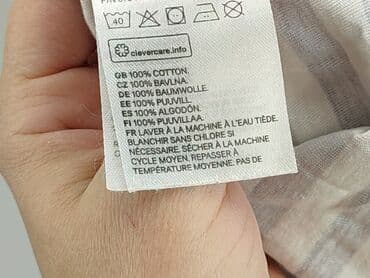 40
clevercare.info
GB 100% COTTON.
CZ 100% BAVLNA.
DE 100% BAUMWOLLE.
EE 100% PUUVILL.
ES 100% ALGODÓN.
FI 100% PUUVILLAA.
FR LAVER À LA MACHINE À L'EAU TIÈDE.
BLANCHIR SANS CHLORE SI
NÉCESSAIRE. SÉCHER À LA MACHINE
CYCLE MOYEN. REPASSER À
TEMPÉRATURE MOYENNE. PAS DE